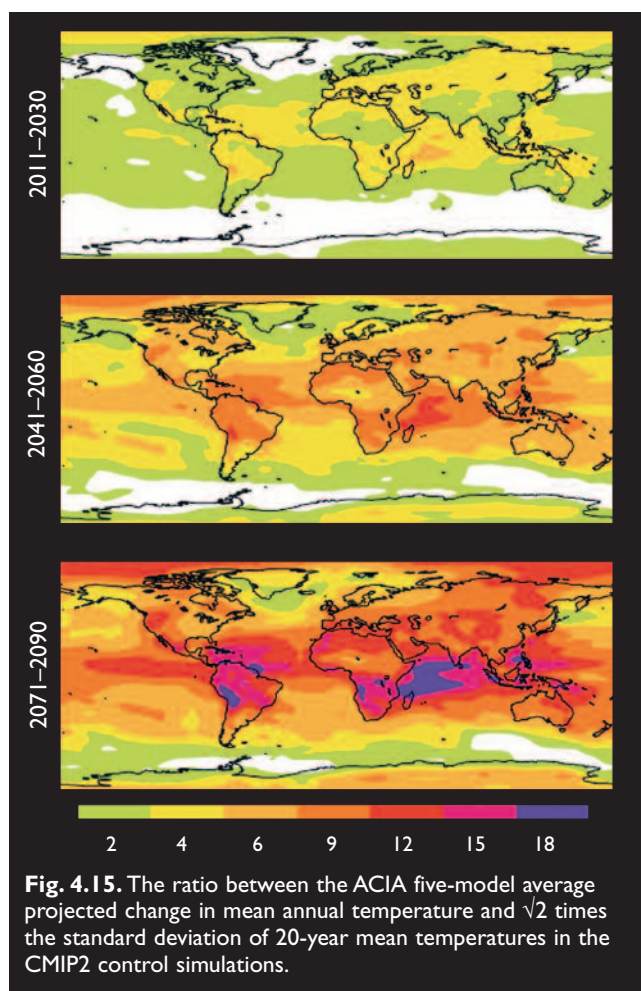 2011–2030
2041–2060
2071–2090
2 4 6 9 12 15 18
Fig. 4.15. The ratio between the ACIA five-model average
projected change in mean annual temperature and √2 times
the standard deviation of 20-year mean temperatures in the
CMIP2 control simulations.